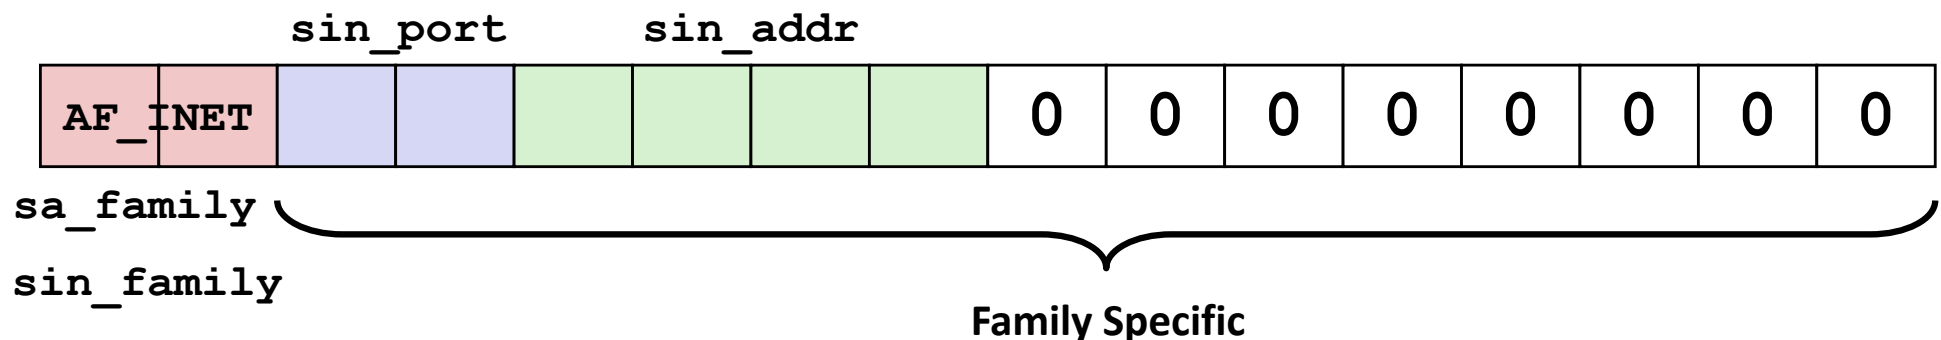 sin_port sin_addr
AF_INET 0 0 0 0 0 0 0 0
sa_family
sin_family
Family Specific